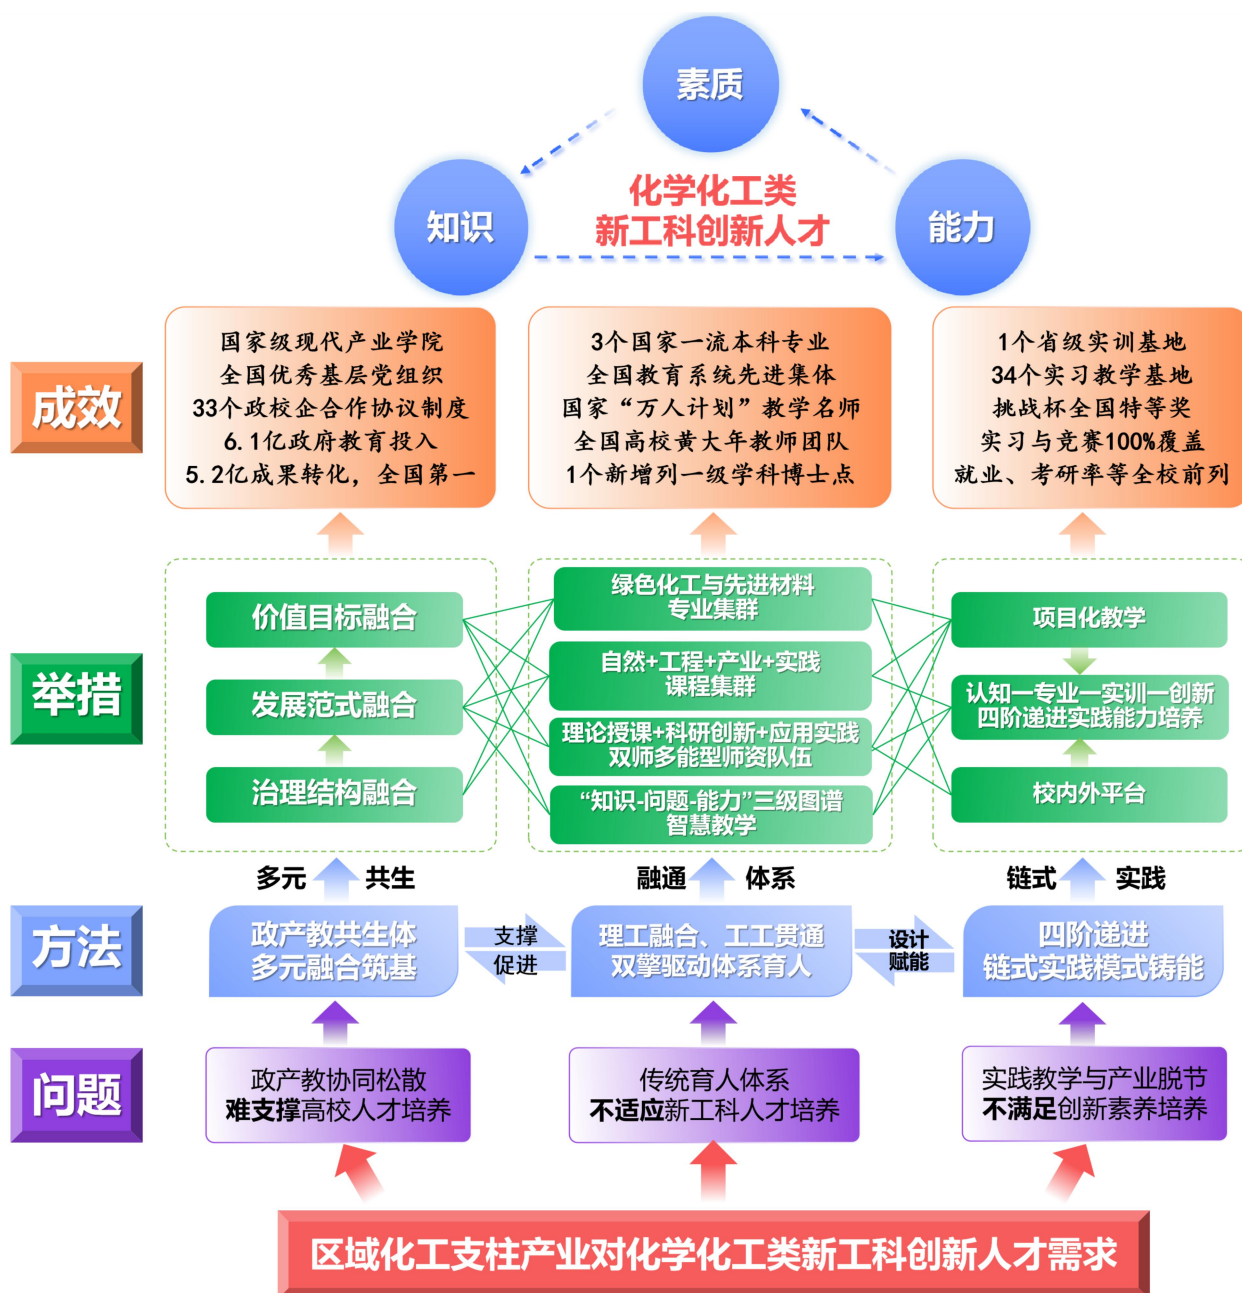 素质
知识
能力
化学化工类
新工科创新人才
成效
国家级现代产业学院
全国优秀基层党组织
33个政校企合作协议制度
6.1亿政府教育投入
5.2亿成果转化，全国第一
3个国家一流本科专业
全国教育系统先进集体
国家“万人计划”教学名师
全国高校黄大年教师团队
1个新增列一级学科博士点
1个省级实训基地
34个实习教学基地
挑战杯全国特等奖
实习与竞赛100%覆盖
就业、考研率等全校前列
举措
价值目标融合
发展范式融合
治理结构融合
绿色化工与先进材料
专业集群
自然+工程+产业+实践
课程集群
理论授课+科研创新+应用实践
双师多能型师资队伍
“知识-问题-能力”三级图谱
智慧教学
项目化教学
认知—专业—实训—创新
四阶递进实践能力培养
校内外平台
多元 共生
融通 体系
链式 实践
方法
政产教共生体
多元融合筑基
支撑
促进
理工融合、工工贯通
双擎驱动体系育人
设计
赋能
四阶递进
链式实践模式铸能
问题
政产教协同松散
难支撑高校人才培养
传统育人体系
不适应新工科人才培养
实践教学与产业脱节
不满足创新素养培养
区域化工支柱产业对化学化工类新工科创新人才需求